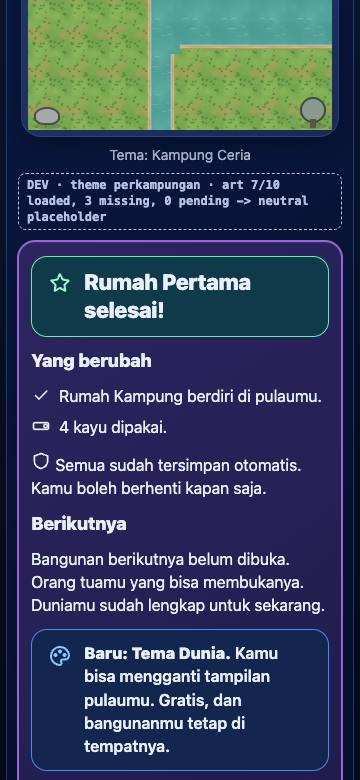 Tema: Kampung Ceria
DEV · theme perkampungan · art 7/10
loaded, 3 missing, 0 pending —> neutral
placeholder
Rumah Pertama
selesai!
Yang berubah
Rumah Kampung berdiri di pulaumu.
4 kayu dipakai.
Semua sudah tersimpan otomatis.
Kamu boleh berhenti kapan saja.
Berikutnya
Bangunan berikutnya belum dibuka.
Orang tuamu yang bisa membukanya.
Duniamu sudah lengkap untuk sekarang.
Baru: Tema Dunia. Kamu
bisa mengganti tampilan
pulaumu. Gratis, dan
bangunanmu tetap di
tempatnya.